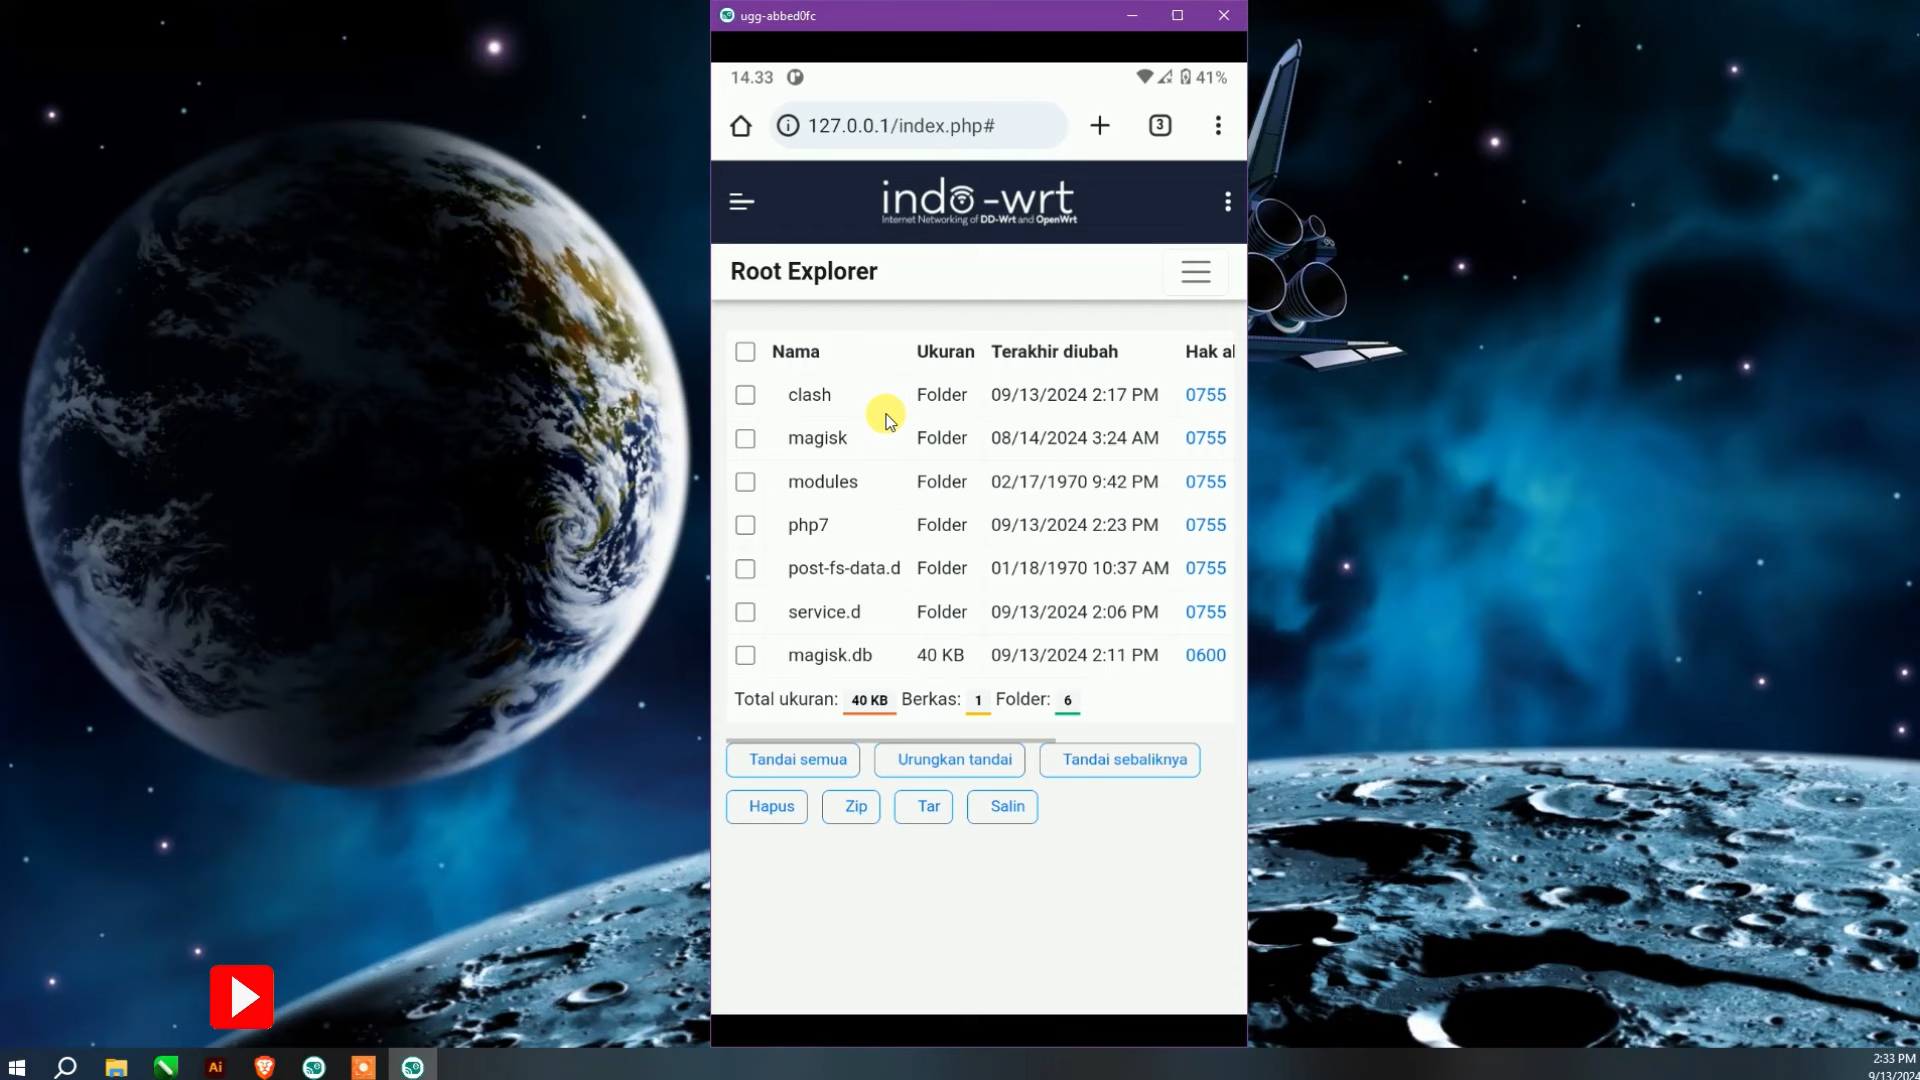 ugg-abbed0fc
14.33 41%
127.0.0.1/index.php# 3
indo-wrt
Internet Networking of DD-Wrt and OpenWrt
Root Explorer
Nama Ukuran Terakhir diubah Hak al
clash Folder 09/13/2024 2:17 PM 0755
magisk Folder 08/14/2024 3:24 AM 0755
modules Folder 02/17/1970 9:42 PM 0755
php7 Folder 09/13/2024 2:23 PM 0755
post-fs-data.d Folder 01/18/1970 10:37 AM 0755
service.d Folder 09/13/2024 2:06 PM 0755
magisk.db 40 KB 09/13/2024 2:11 PM 0600
Total ukuran: 40 KB Berkas: 1 Folder: 6
Tandai semua Urungkan tandai Tandai sebaliknya
Hapus Zip Tar Salin
Ai
2:33 PM
9/13/2024